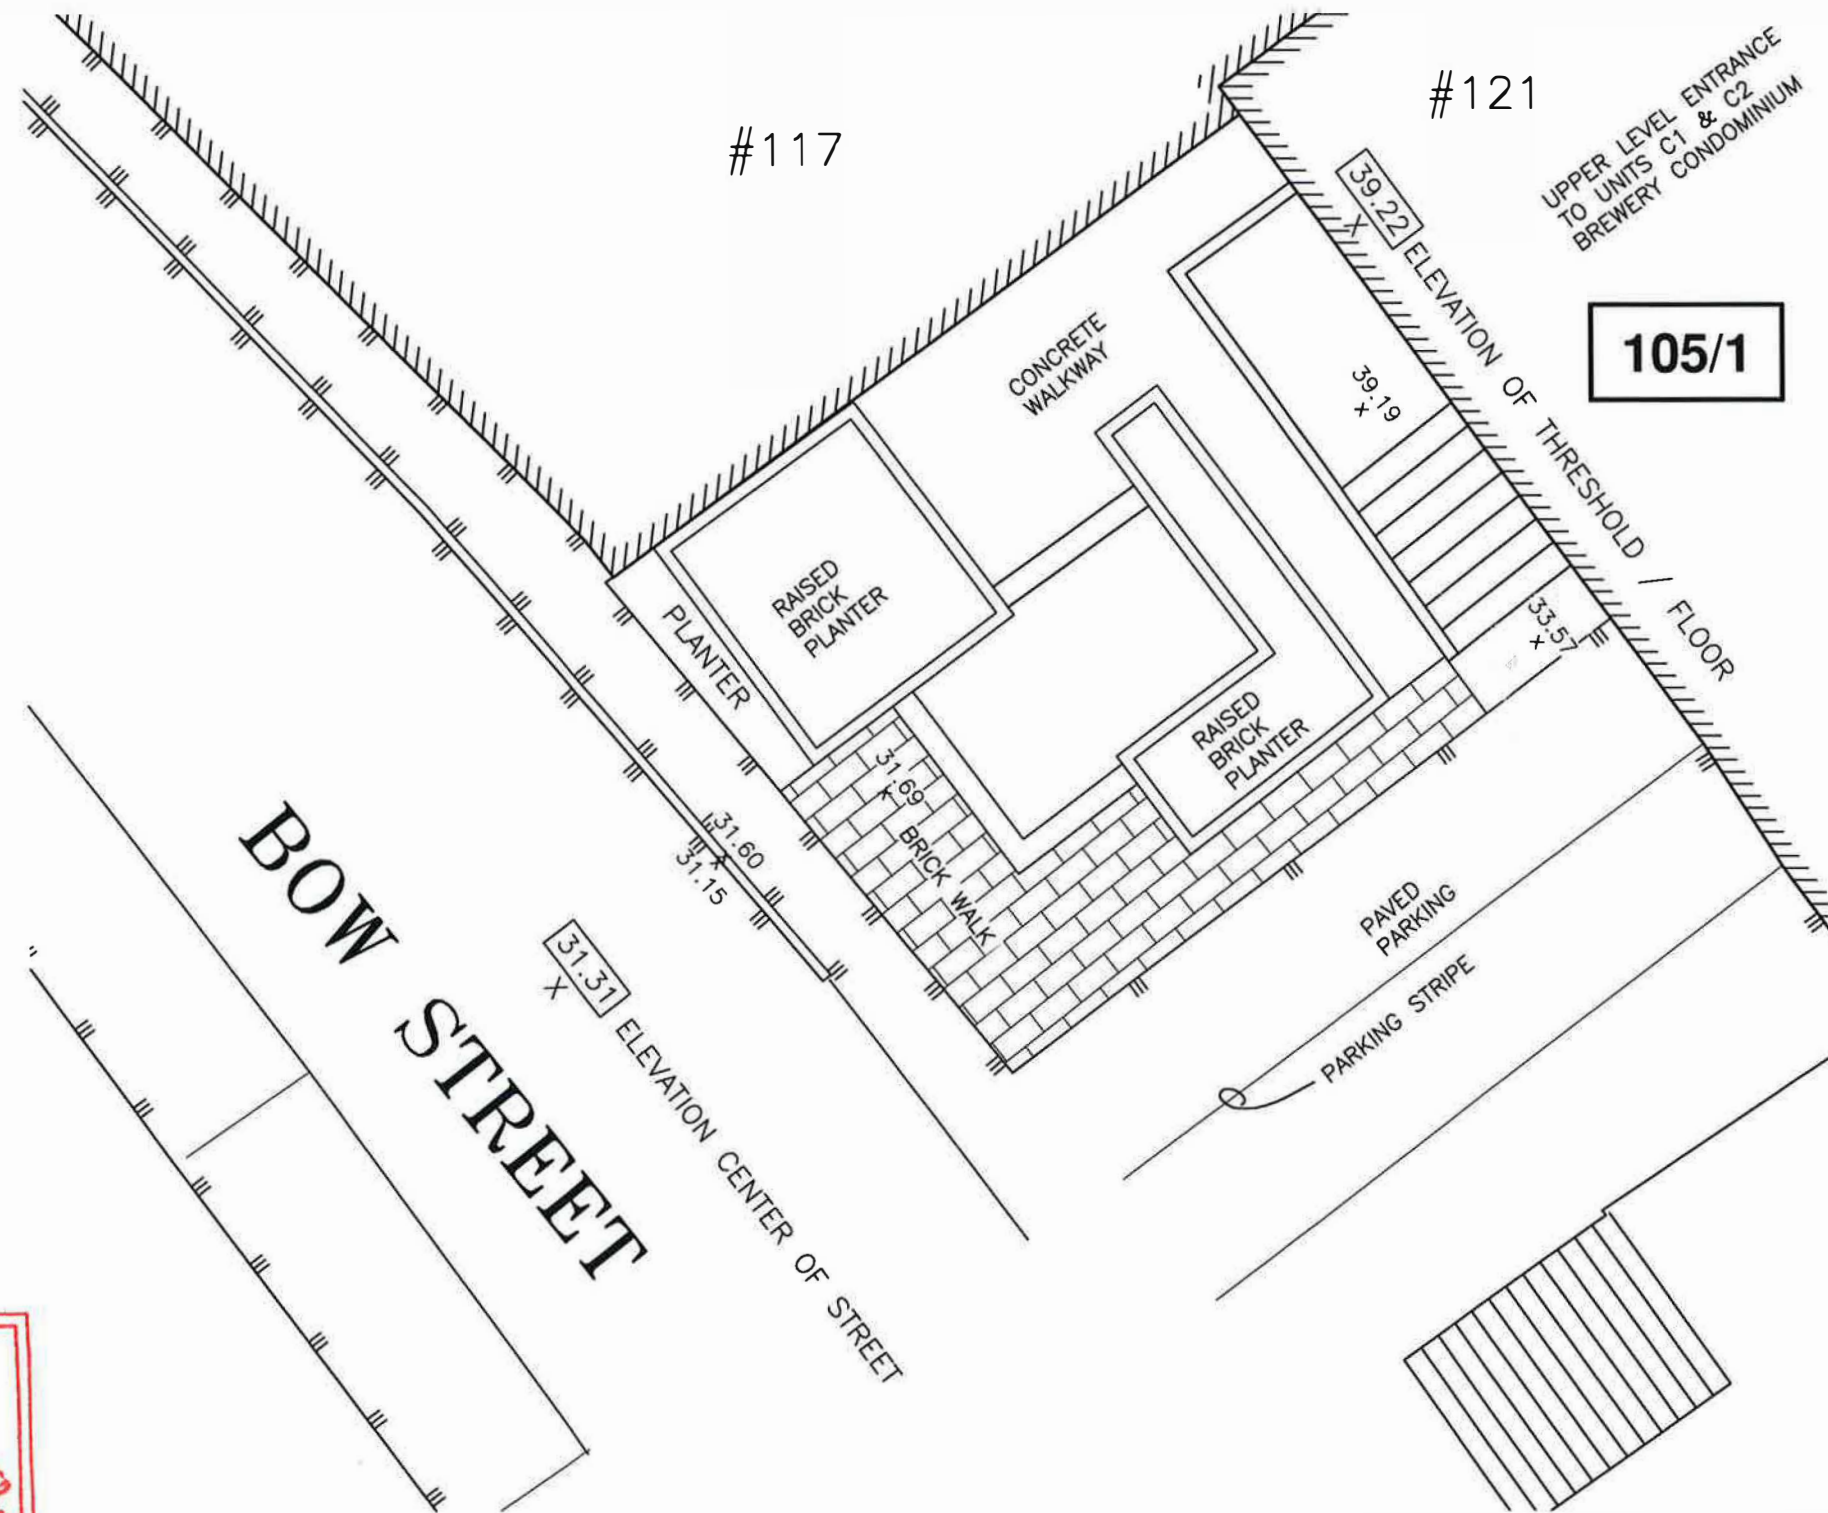 #117
#121
UPPER LEVEL ENTRANCE
TO UNITS C1 & C2
BREWERY CONDOMINIUM
39.22
X
ELEVATION OF THRESHOLD / FLOOR
105/1
CONCRETE
WALKWAY
39.19
x
RAISED
BRICK
PLANTER
PLANTER
33.57
x
RAISED
BRICK
PLANTER
31.69
x
BRICK WALK
31.60
x
31.15
BOW STREET
31.31
X
ELEVATION CENTER OF STREET
PAVED
PARKING
PARKING STRIPE